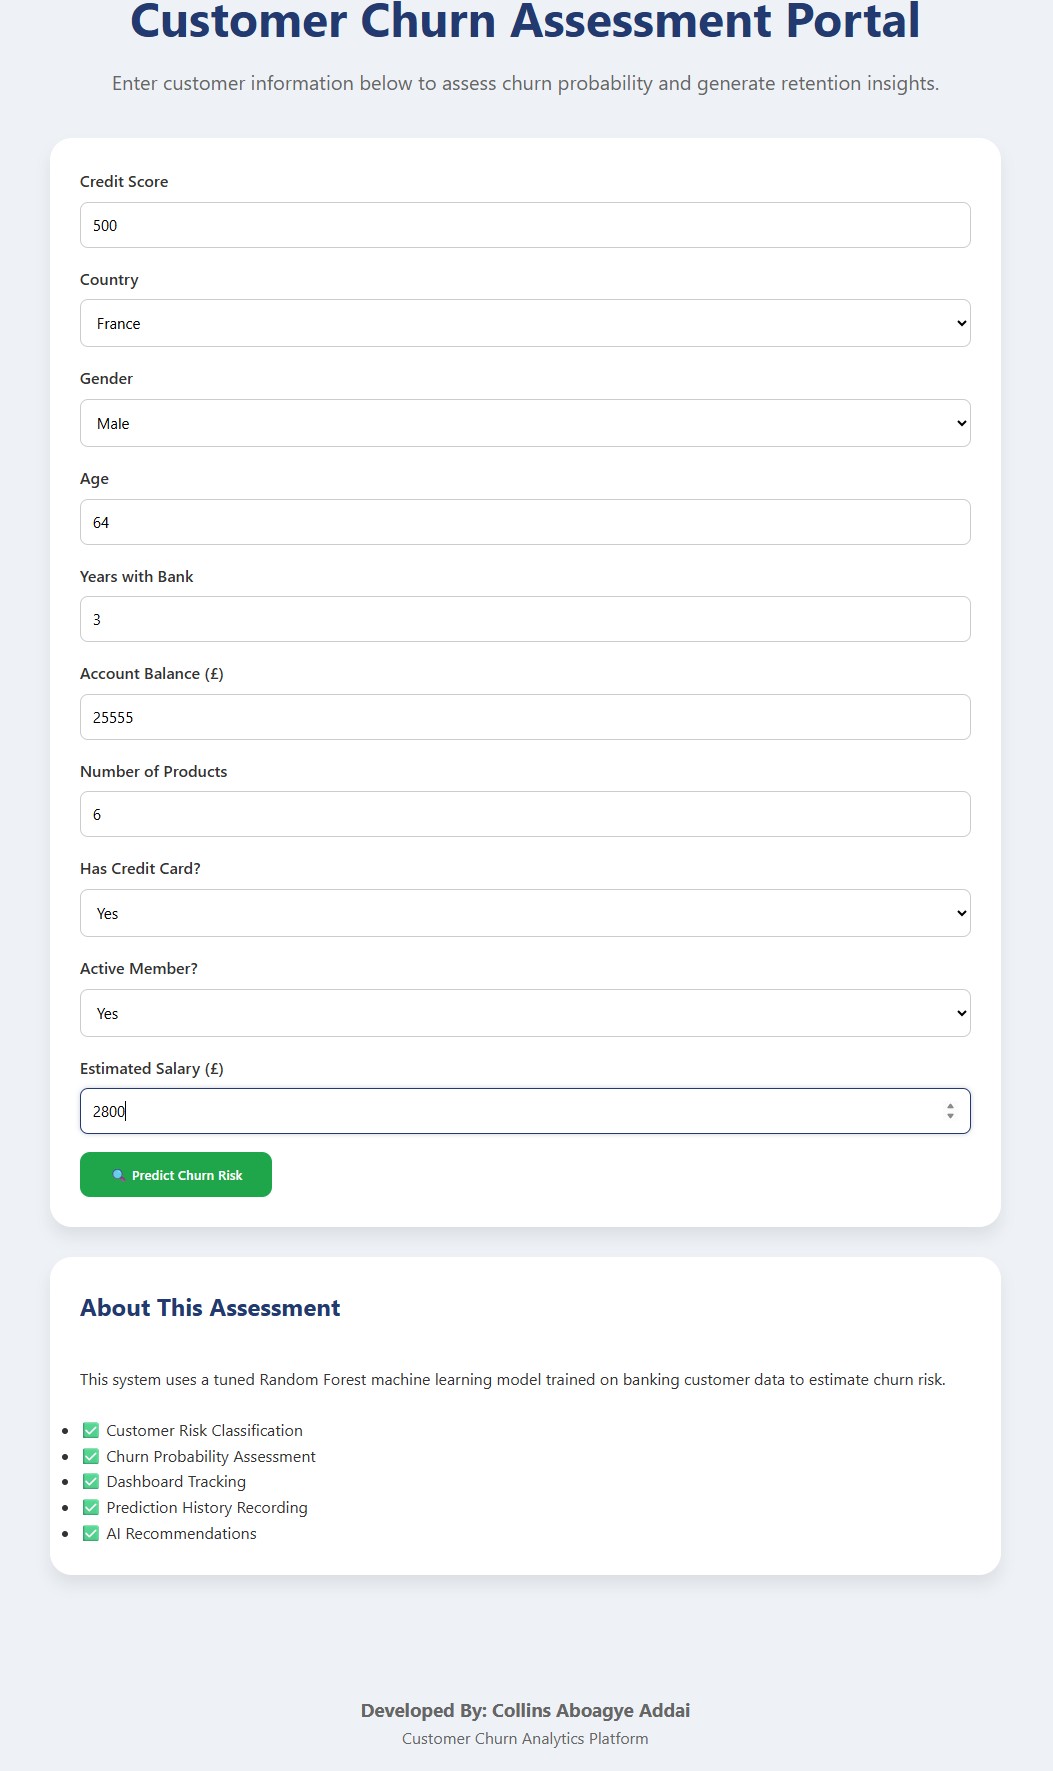 Customer Churn Assessment Portal
Enter customer information below to assess churn probability and generate retention insights.
Credit Score
500
Country
France
Gender
Male
Age
64
Years with Bank
3
Account Balance (£)
25555
Number of Products
6
Has Credit Card?
Yes
Active Member?
Yes
Estimated Salary (£)
2800
🔍 Predict Churn Risk
About This Assessment
This system uses a tuned Random Forest machine learning model trained on banking customer data to estimate churn risk.
• ✅ Customer Risk Classification
• ✅ Churn Probability Assessment
• ✅ Dashboard Tracking
• ✅ Prediction History Recording
• ✅ AI Recommendations
Developed By: Collins Aboagye Addai
Customer Churn Analytics Platform